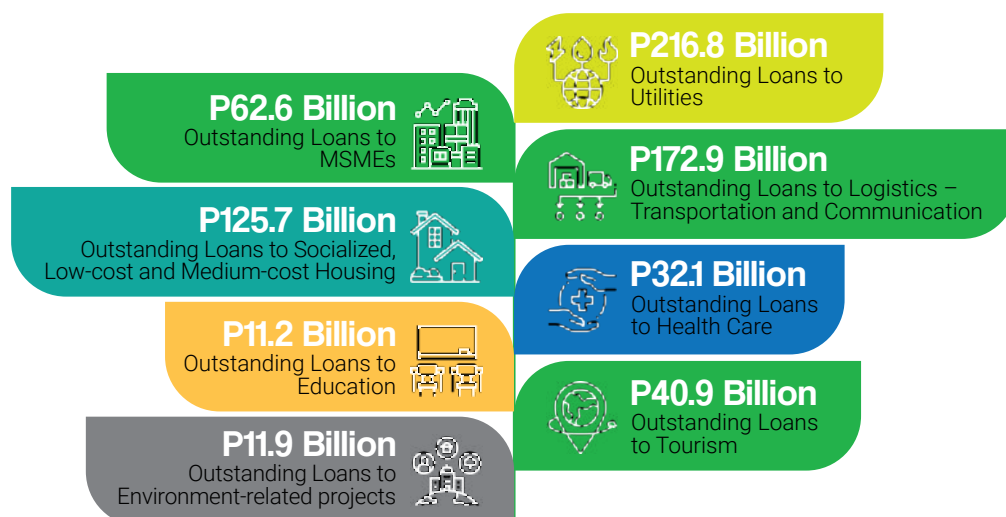 P216.8 Billion
Outstanding Loans to
Utilities
P62.6 Billion
Outstanding Loans to
MSMEs
P172.9 Billion
Outstanding Loans to Logistics –
Transportation and Communication
P125.7 Billion
Outstanding Loans to Socialized,
Low-cost and Medium-cost Housing
P32.1 Billion
Outstanding Loans
to Health Care
P11.2 Billion
Outstanding Loans to
Education
P40.9 Billion
Outstanding Loans
to Tourism
P11.9 Billion
Outstanding Loans to
Environment-related projects